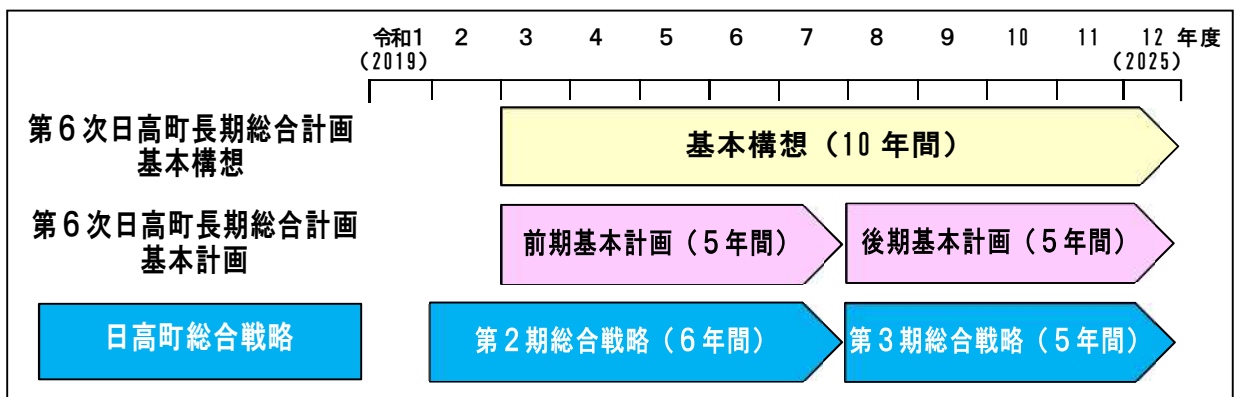 令和1 2 3 4 5 6 7 8 9 10 11 12 年度
(2019) (2025)
第6次日高町長期総合計画
基本構想
基本構想(10年間)
第6次日高町長期総合計画
基本計画
前期基本計画(5年間)
後期基本計画(5年間)
日高町総合戦略
第2期総合戦略(6年間)
第3期総合戦略(5年間)